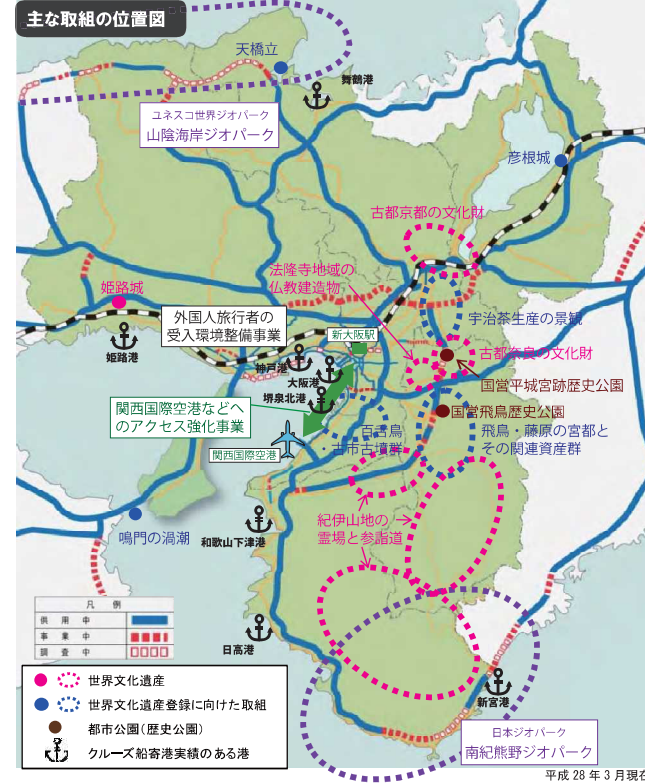 主な取組の位置図
天橋立
舞鶴港
ユネスコ世界ジオパーク
山陰海岸ジオパーク
彦根城
古都京都の文化財
法隆寺地域の
仏教建造物
姫路城
外国人旅行者の
受入環境整備事業
宇治茶生産の景観
新大阪駅
姫路港
神戸港
古都奈良の文化財
大阪港
国営平城宮跡歴史公園
堺泉北港
関西国際空港などへ
のアクセス強化事業
国営飛鳥歴史公園
百舌鳥
・古市古墳群
飛鳥・藤原の宮都と
その関連資産群
関西国際空港
紀伊山地の
霊場と参詣道
鳴門の渦潮
和歌山下津港
凡例
供用中
事業中
調査中
日高港
世界文化遺産
世界文化遺産登録に向けた取組
都市公園(歴史公園)
クルーズ船寄港実績のある港
新宮港
日本ジオパーク
南紀熊野ジオパーク
平成28年3月現在